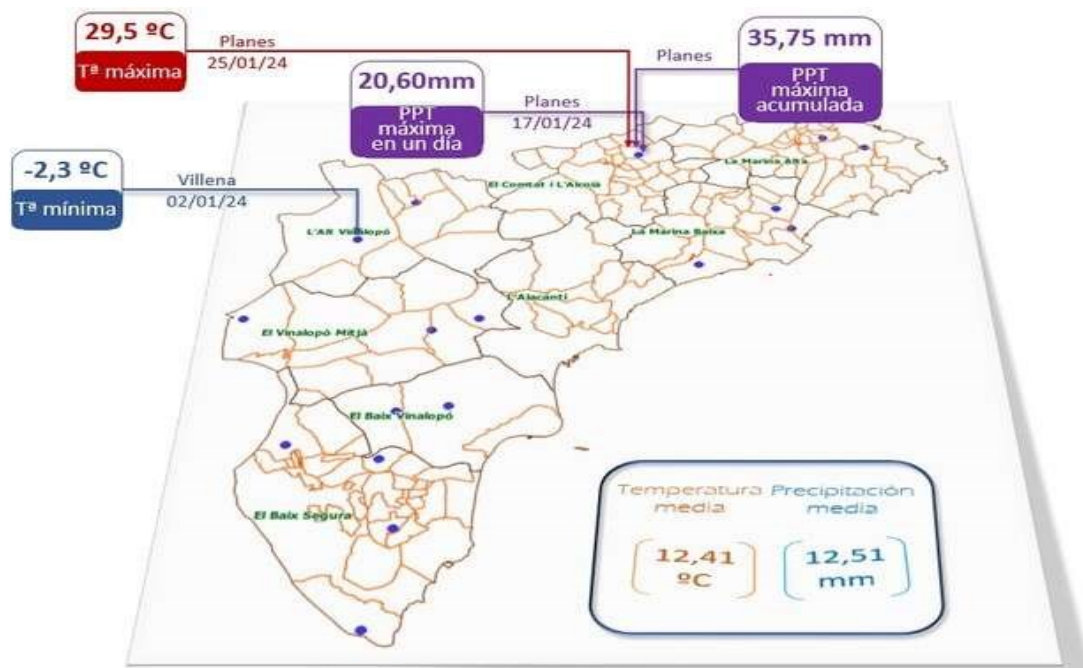 29,5 ºC
Tª máxima
Planes
25/01/24
20,60mm
PPT
máxima
en un día
Planes
17/01/24
35,75 mm
PPT
máxima
acumulada
Planes
-2,3 ºC
Tª mínima
Villena
02/01/24
La Marina Alta
El Comtat i L'Alcoià
L'Alt Vinalopó
La Marina Baixa
L'Alacantí
El Vinalopó Mitjà
El Baix Vinalopó
El Baix Segura
Temperatura
media
12,41
ºC
Precipitación
media
12,51
mm